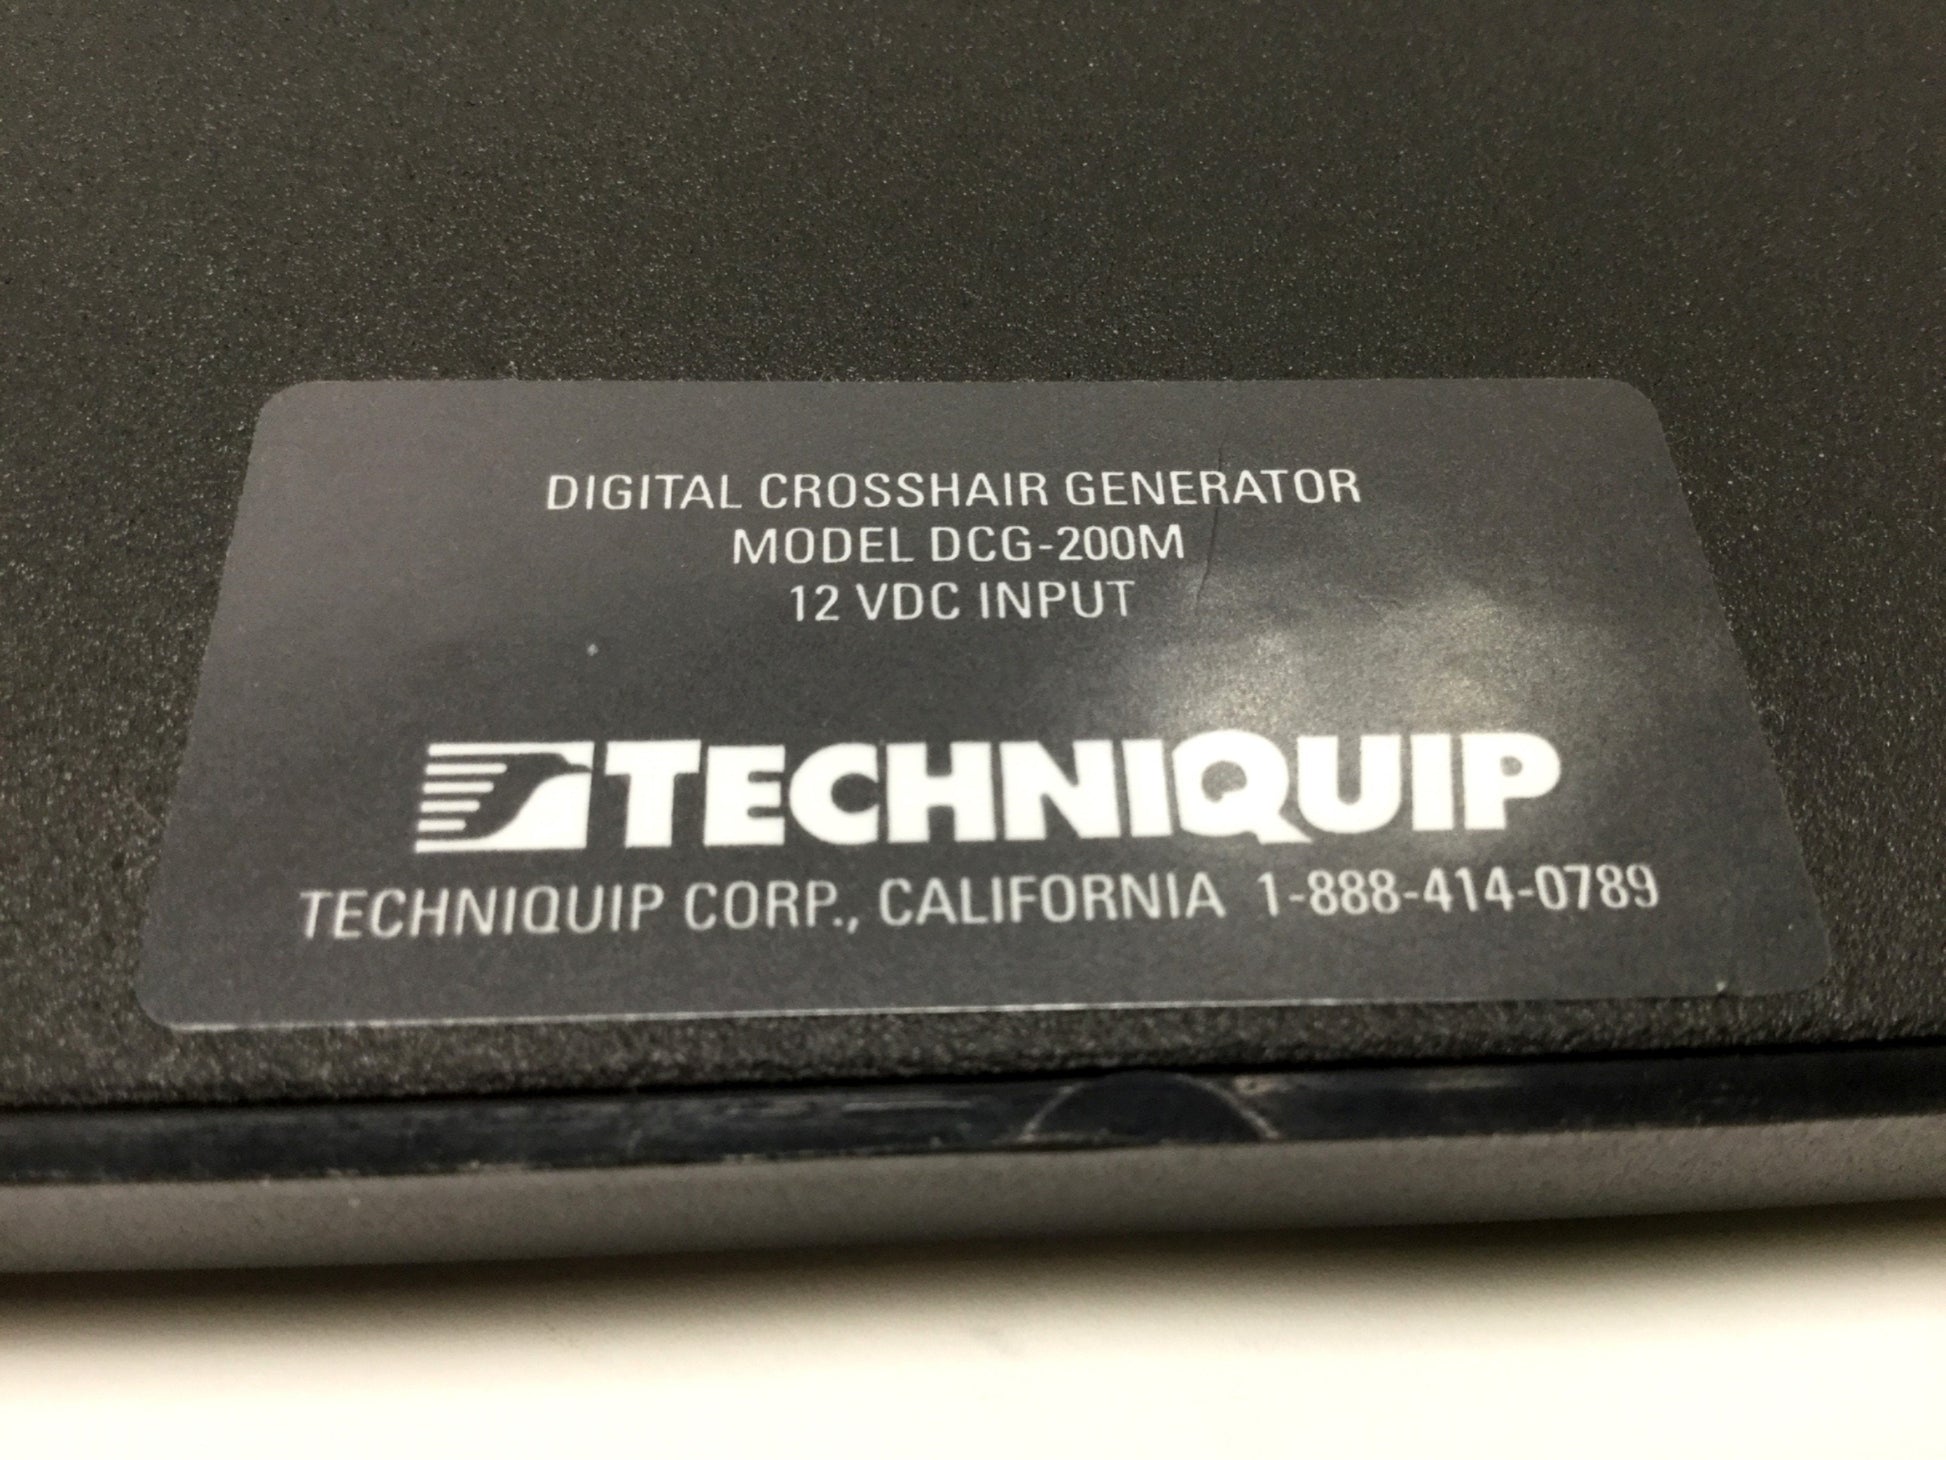 DIGITAL CROSSHAIR GENERATOR
MODEL DCG-200M
12 VDC INPUT
TECHNIQUIP
TECHNIQUIP CORP., CALIFORNIA 1-888-414-0789